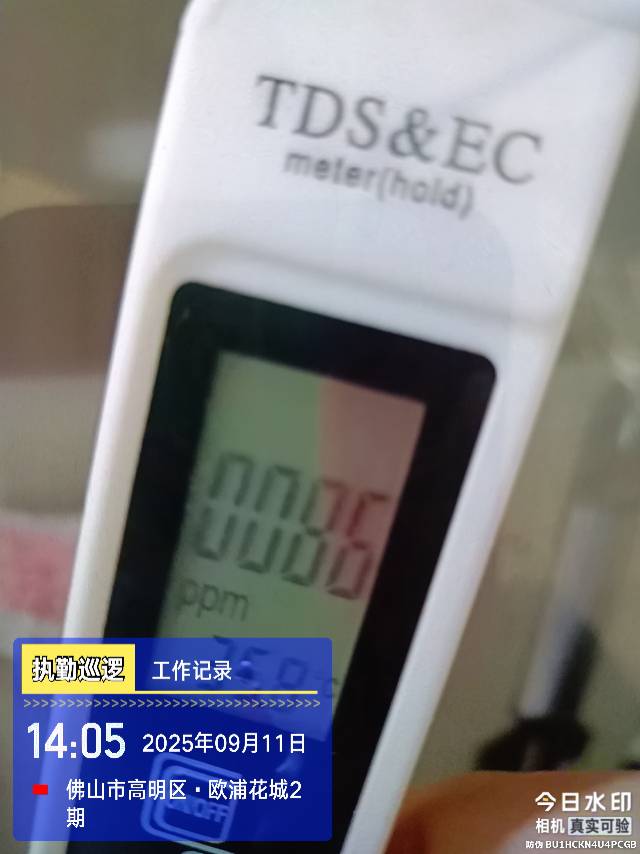 TDS&EC
meter(hold)
0086
ppm
执勤巡逻
工作记录
14:05
2025年09月11日
佛山市高明区·欧浦花城2
期
今日水印
相机
真实可验
防伪 BU1HCKN4U4PCGB